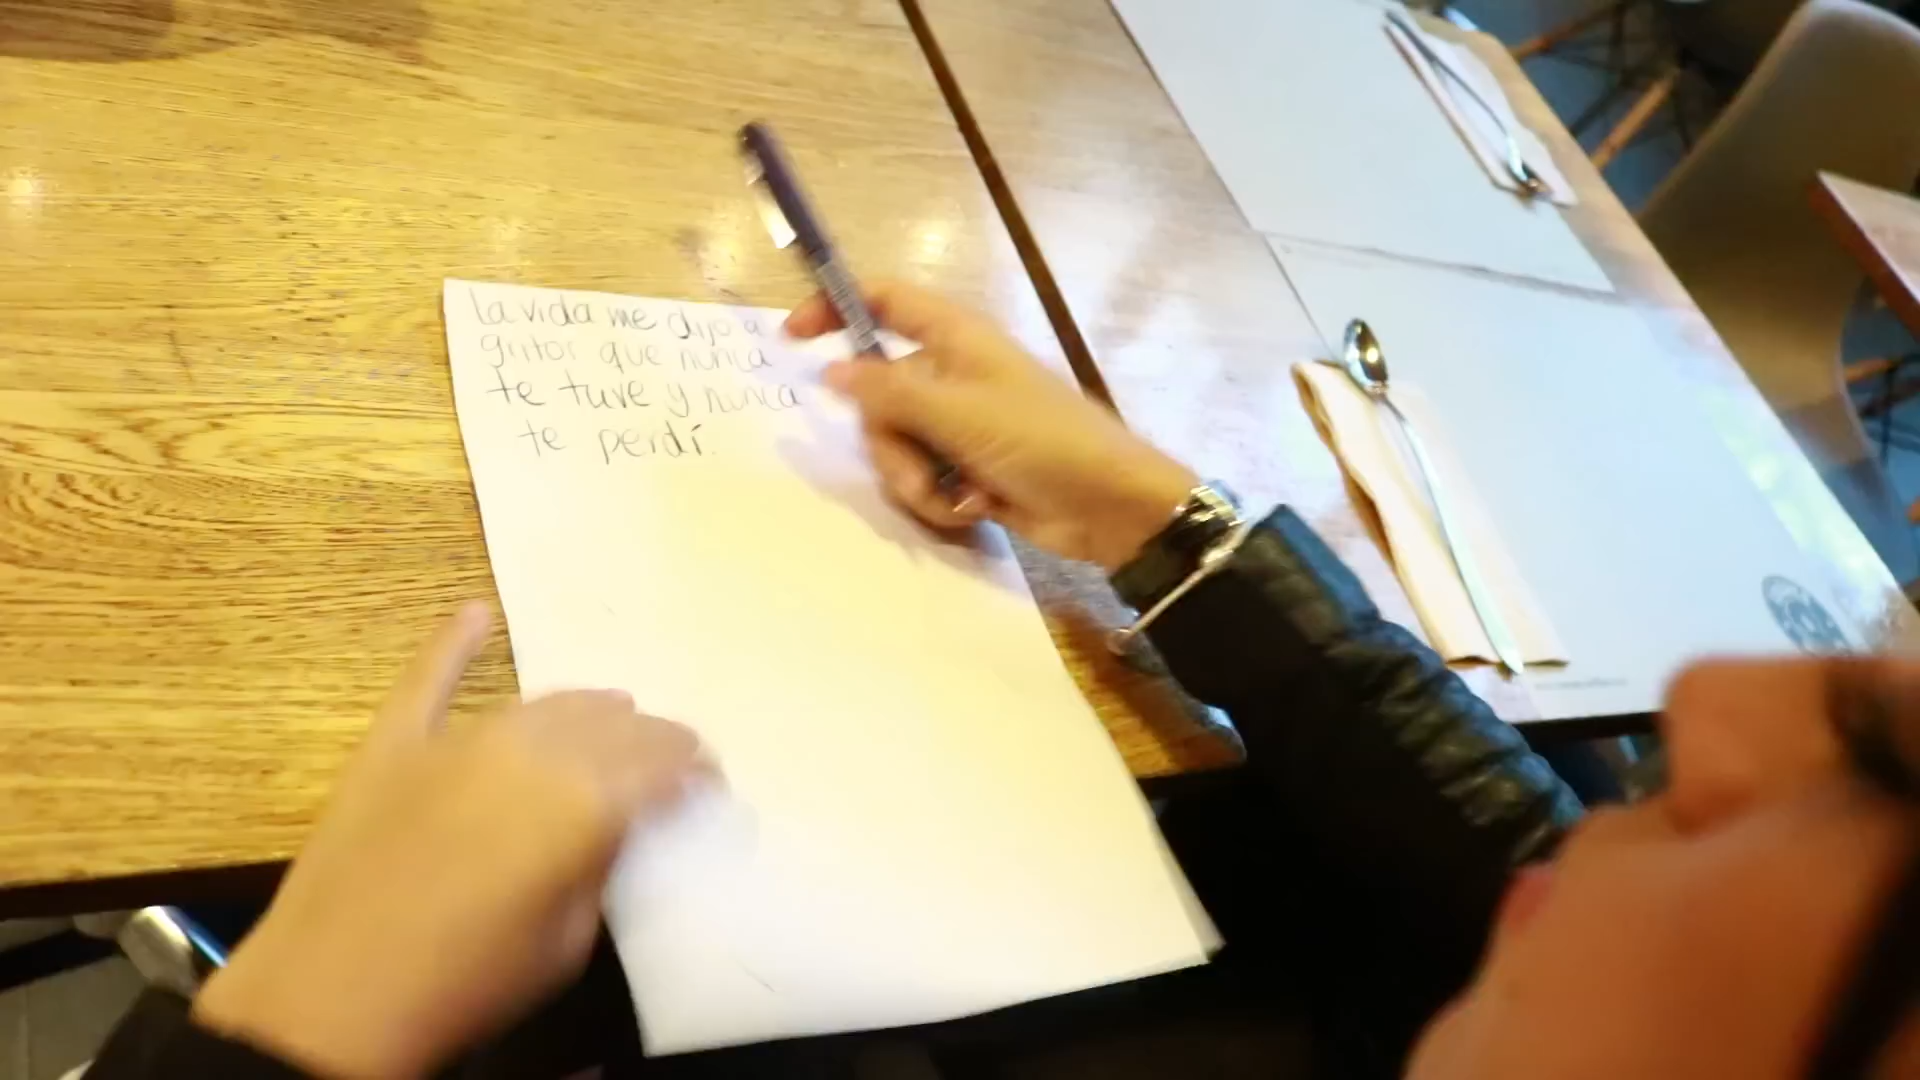 La vida me dijo a
gritos que nunca
te tuve y nunca
te perdí.